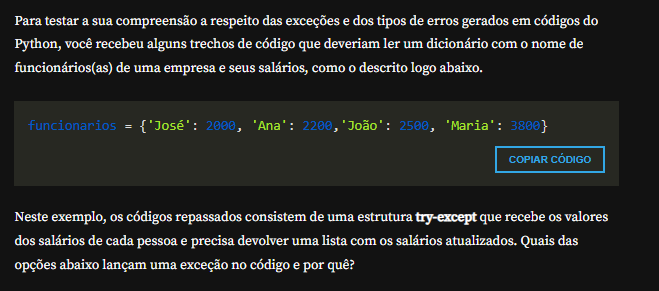 Para testar a sua compreensão a respeito das exceções e dos tipos de erros gerados em códigos do
Python, você recebeu alguns trechos de código que deveriam ler um dicionário com o nome de
funcionários(as) de uma empresa e seus salários, como o descrito logo abaixo.
funcionarios = {'José': 2000, 'Ana': 2200,'João': 2500, 'Maria': 3800}
COPIAR CÓDIGO
Neste exemplo, os códigos repassados consistem de uma estrutura try-except que recebe os valores
dos salários de cada pessoa e precisa devolver uma lista com os salários atualizados. Quais das
opções abaixo lançam uma exceção no código e por quê?